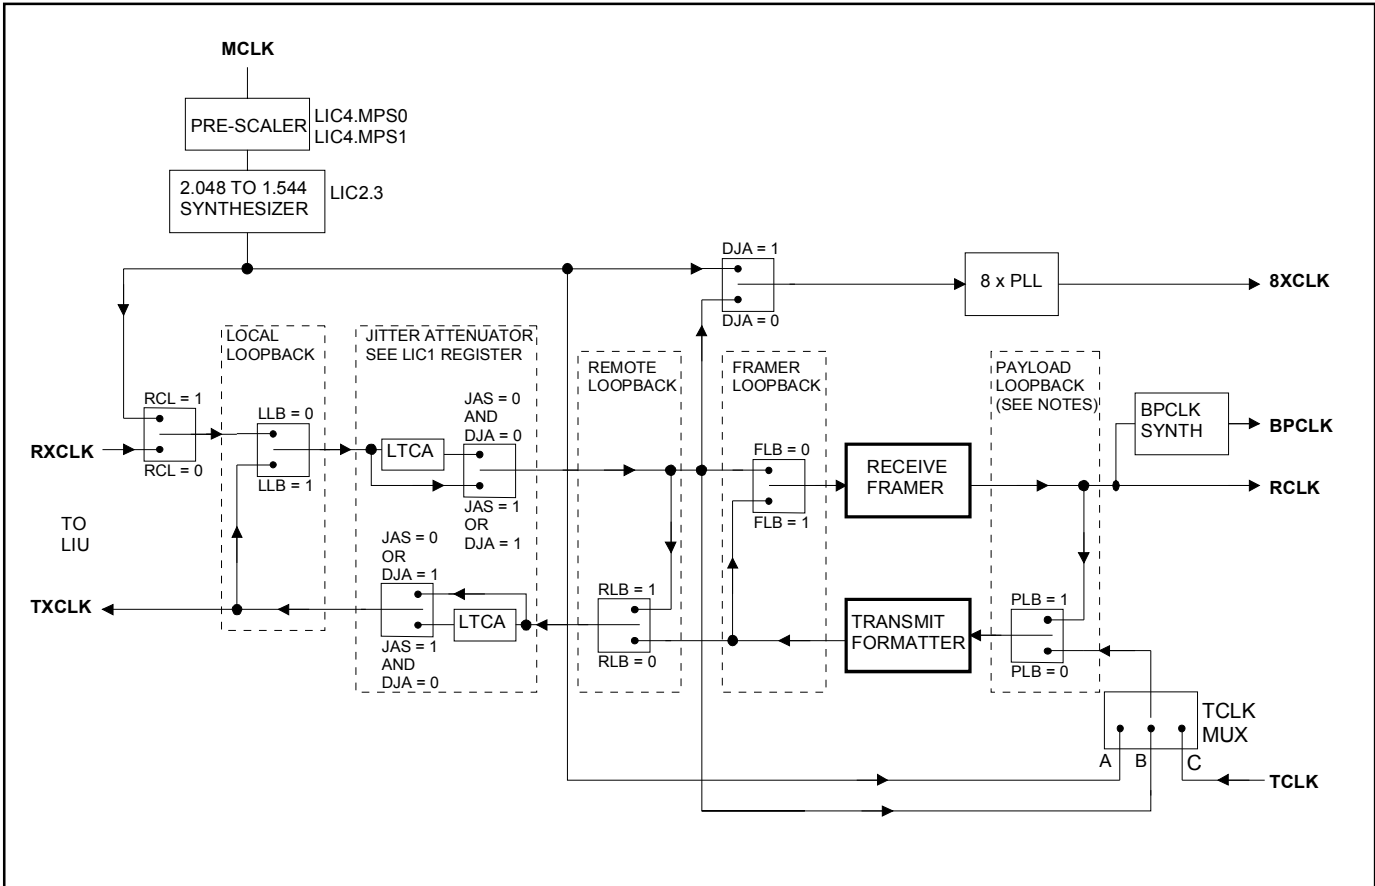 MCLK
PRE-SCALER
LIC4.MPS0
LIC4.MPS1
2.048 TO 1.544
SYNTHESIZER
LIC2.3
DJA = 1
DJA = 0
8 x PLL
8XCLK
LOCAL
LOOPBACK
JITTER ATTENUATOR
SEE LIC1 REGISTER
REMOTE
LOOPBACK
FRAMER
LOOPBACK
PAYLOAD
LOOPBACK
(SEE NOTES)
RCL = 1
RCL = 0
RXCLK
LLB = 0
LLB = 1
LTCA
JAS = 0
AND
DJA = 0
JAS = 1
OR
DJA = 1
FLB = 0
FLB = 1
RECEIVE
FRAMER
BPCLK
SYNTH
BPCLK
RCLK
TO
LIU
TXCLK
JAS = 0
OR
DJA = 1
JAS = 1
AND
DJA = 0
LTCA
RLB = 1
RLB = 0
TRANSMIT
FORMATTER
PLB = 1
PLB = 0
TCLK
MUX
A
B
C
TCLK